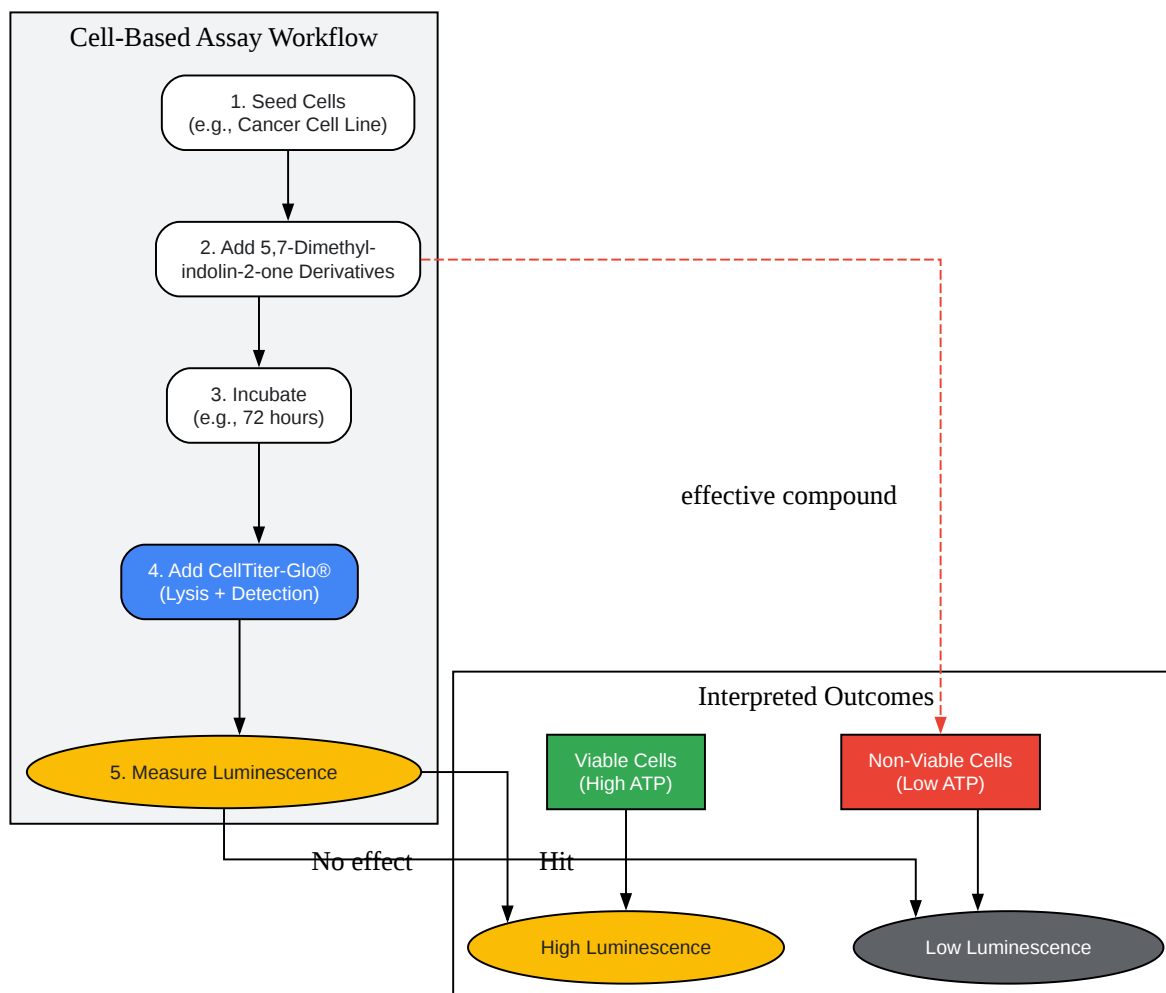 Cell-Based Assay Workflow
1. Seed Cells
(e.g., Cancer Cell Line)
2. Add 5,7-Dimethyl-
indolin-2-one Derivatives
3. Incubate
(e.g., 72 hours)
effective compound
4. Add CellTiter-Glo®
(Lysis + Detection)
Interpreted Outcomes
5. Measure Luminescence
Viable Cells
(High ATP)
Non-Viable Cells
(Low ATP)
No effect
Hit
High Luminescence
Low Luminescence